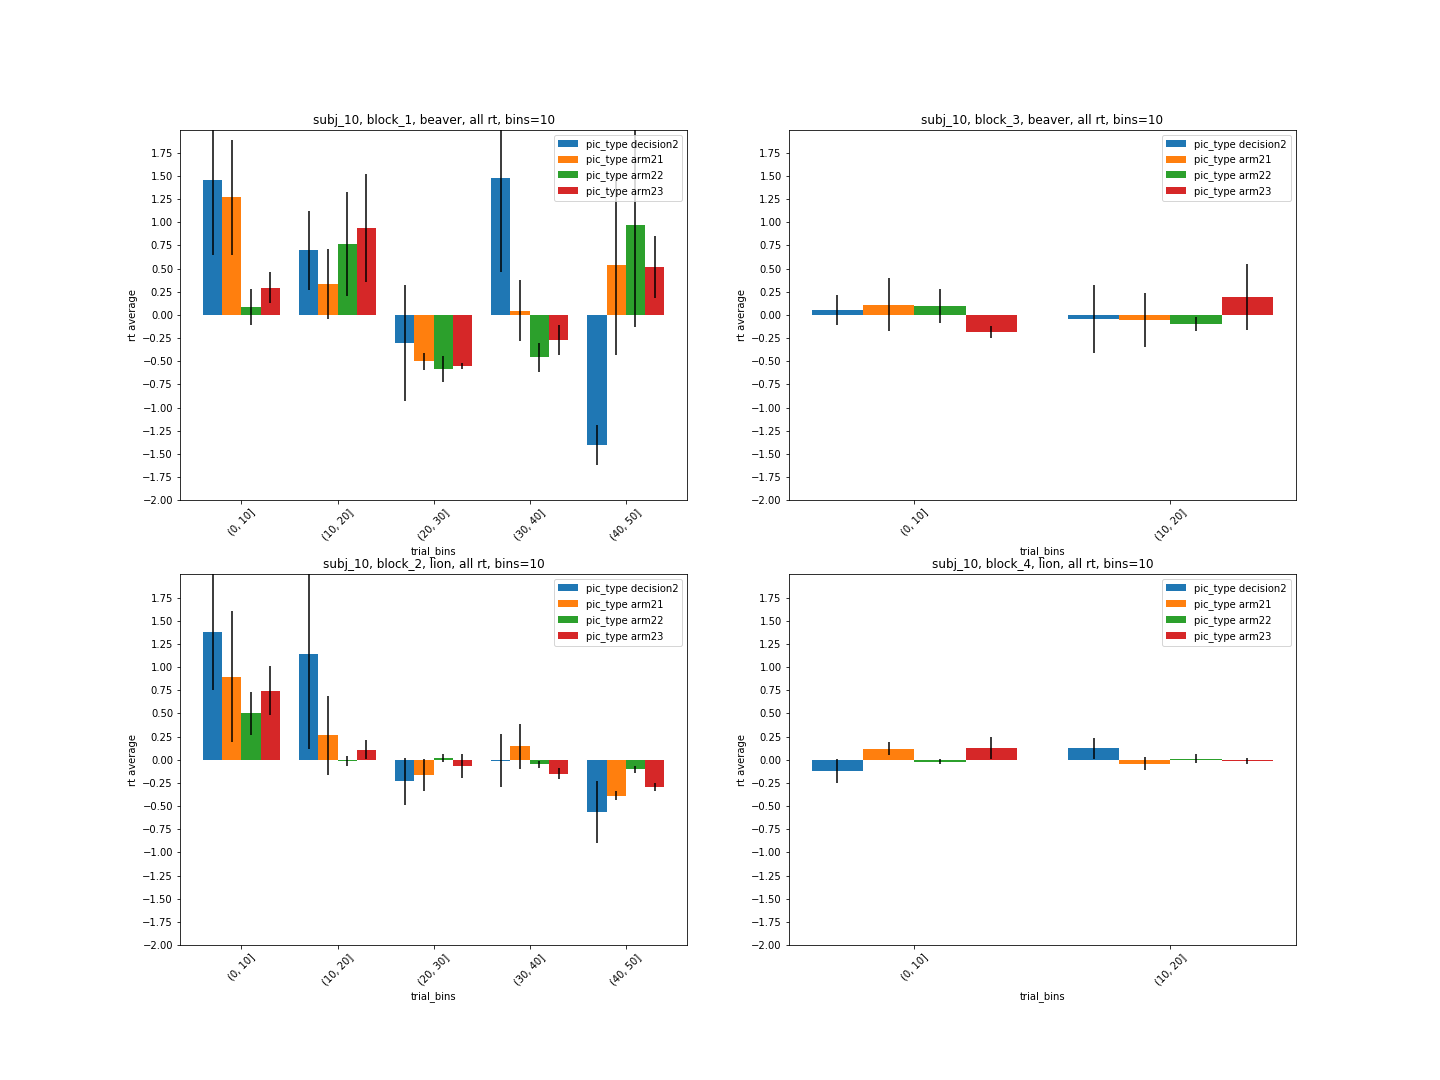 subj_10, block_1, beaver, all rt, bins=10
pic_type decision2
pic_type arm21
pic_type arm22
pic_type arm23
1.75
1.50
1.25
1.00
0.75
0.50
0.25
0.00
−0.25
−0.50
−0.75
−1.00
−1.25
−1.50
−1.75
−2.00
rt average
(0, 10]
(10, 20]
(20, 30]
(30, 40]
(40, 50]
trial_bins
subj_10, block_3, beaver, all rt, bins=10
pic_type decision2
pic_type arm21
pic_type arm22
pic_type arm23
1.75
1.50
1.25
1.00
0.75
0.50
0.25
0.00
−0.25
−0.50
−0.75
−1.00
−1.25
−1.50
−1.75
−2.00
rt average
(0, 10]
(10, 20]
trial_bins
subj_10, block_2, lion, all rt, bins=10
pic_type decision2
pic_type arm21
pic_type arm22
pic_type arm23
1.75
1.50
1.25
1.00
0.75
0.50
0.25
0.00
−0.25
−0.50
−0.75
−1.00
−1.25
−1.50
−1.75
−2.00
rt average
(0, 10]
(10, 20]
(20, 30]
(30, 40]
(40, 50]
trial_bins
subj_10, block_4, lion, all rt, bins=10
pic_type decision2
pic_type arm21
pic_type arm22
pic_type arm23
1.75
1.50
1.25
1.00
0.75
0.50
0.25
0.00
−0.25
−0.50
−0.75
−1.00
−1.25
−1.50
−1.75
−2.00
rt average
(0, 10]
(10, 20]
trial_bins